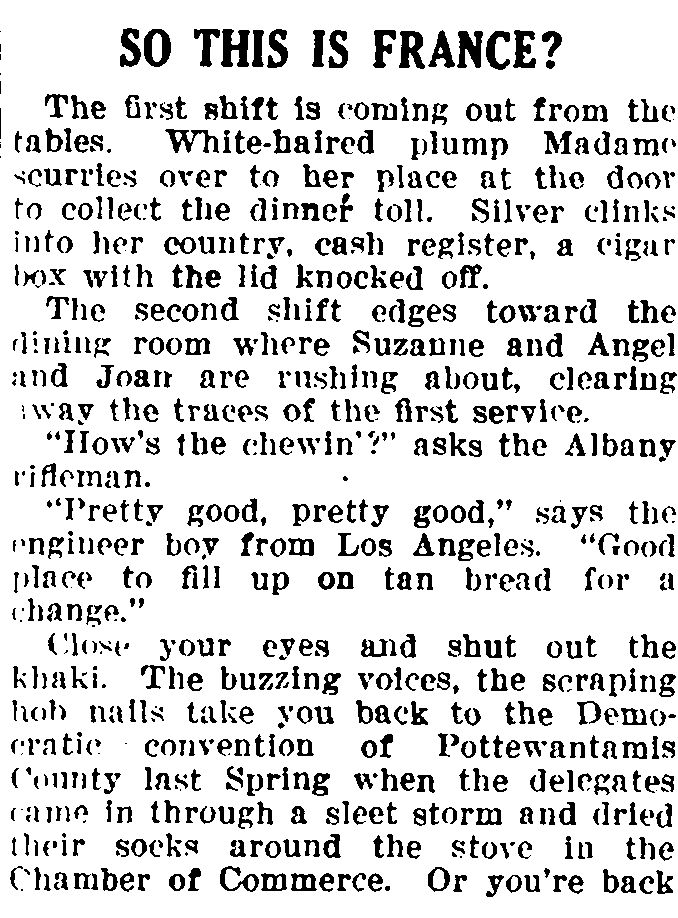 SO THIS IS FRANCE?
The first shift is coming out from the
tables. White-haired plump Madame
scurries over to her place at the door
to collect the dinner toll. Silver clinks
into her country, cash register, a cigar
box with the lid knocked off.
The second shift edges toward the
dining room where Suzanne and Angel
and Joan are rushing about, clearing
away the traces of the first service.
"How's the chewin'?" asks the Albany
rifleman.
"Pretty good, pretty good," says the
engineer boy from Los Angeles. "Good
place to fill up on tan bread for a
change."
Close your eyes and shut out the
khaki. The buzzing voices, the scraping
hob nails take you back to the Demo-
cratic convention of Pottewantamis
County last Spring when the delegates
came in through a sleet storm and dried
their socks around the stove in the
Chamber of Commerce. Or you're back